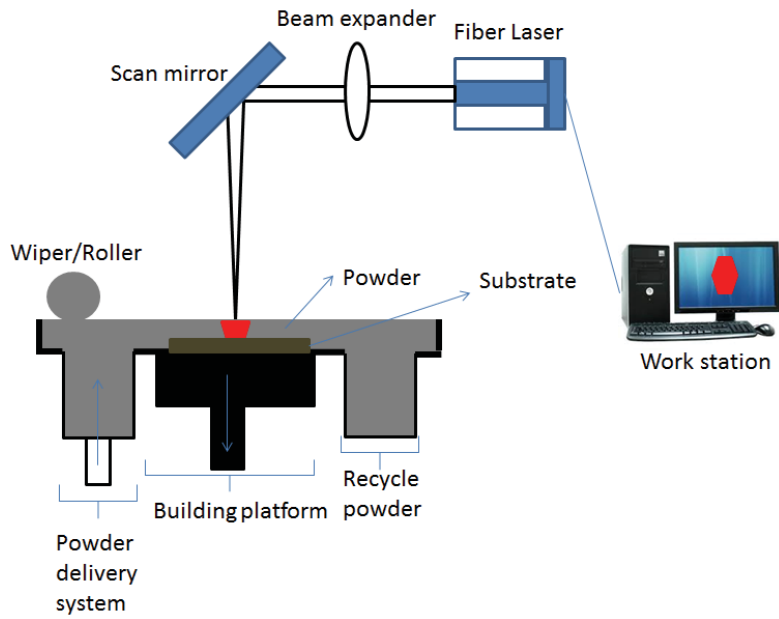 Beam expander
Fiber Laser
Scan mirror
Wiper/Roller
Powder
Substrate
Work station
Building platform
Recycle
powder
Powder
delivery
system